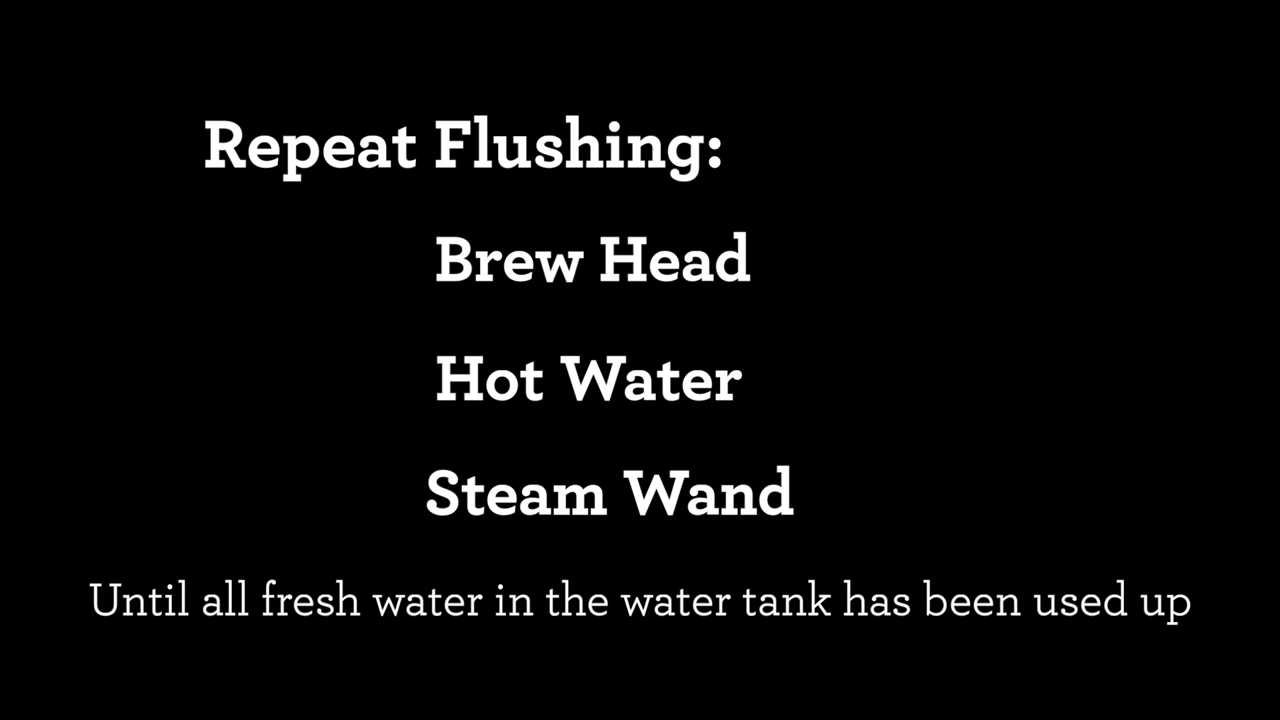 Repeat Flushing:
Brew Head
Hot Water
Steam Wand
Until all fresh water in the water tank has been used up